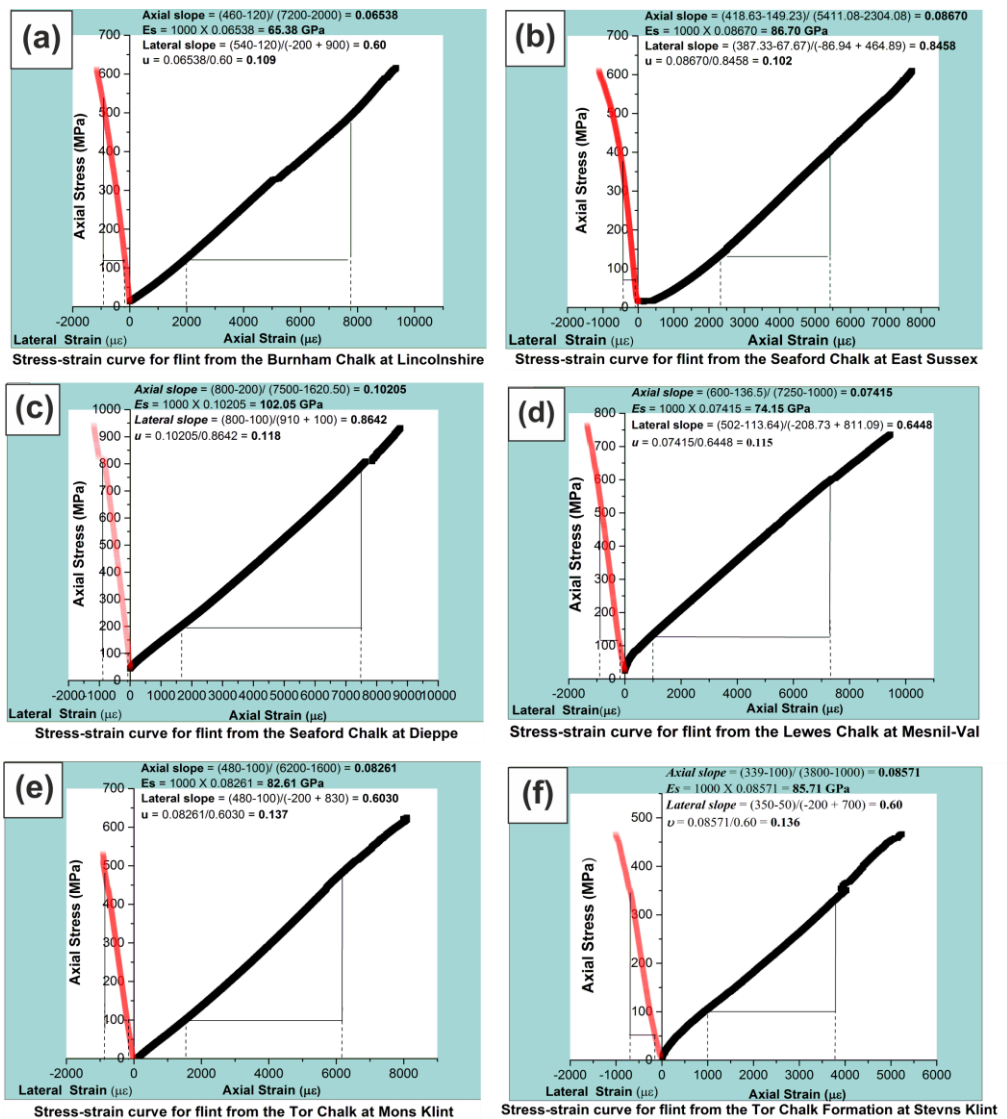 (a)
Axial slope = (460-120)/(7200-2000) = 0.06538
Es = 1000 X 0.06538 = 65.38 GPa
Lateral slope = (540-120)/(-200 + 900) = 0.60
u = 0.06538/0.60 = 0.109
700
600
500
400
300
200
100
0
Axial Stress (MPa)
-2000 0 2000 4000 6000 8000 10000
Lateral Strain (με) Axial Strain (με)
Stress-strain curve for flint from the Burnham Chalk at Lincolnshire
(b)
Axial slope = (418.63-149.23)/(5411.08-2304.08) = 0.08670
Es = 1000 X 0.08670 = 86.70 GPa
Lateral slope = (387.33-67.67)/(-86.94 + 464.89) = 0.8458
u = 0.08670/0.8458 = 0.102
700
600
500
400
300
200
100
0
Axial Stress (MPa)
-2000 -1000 0 1000 2000 3000 4000 5000 6000 7000 8000
Lateral Strain (με) Axial Strain (με)
Stress-strain curve for flint from the Seaford Chalk at East Sussex
(c)
Axial slope = (800-200)/ (7500-1620.50) = 0.10205
Es = 1000 X 0.10205 = 102.05 GPa
Lateral slope = (800-100)/(910 + 100) = 0.8642
u = 0.10205/0.8642 = 0.118
1000
900
800
700
600
500
400
300
200
100
0
Axial Stress (MPa)
-2000 -1000 0 1000 2000 3000 4000 5000 6000 7000 8000 9000 10000
Lateral Strain (με) Axial Strain (με)
Stress-strain curve for flint from the Seaford Chalk at Dieppe
(d)
Axial slope = (600-136.5)/ (7250-1000) = 0.07415
Es = 1000 X 0.07415 = 74.15 GPa
Lateral slope = (502-113.64)/(-208.73 + 811.09) = 0.6448
u = 0.07415/0.6448 = 0.115
800
700
600
500
400
300
200
100
0
Axial Stress (MPa)
-2000 0 2000 4000 6000 8000 10000
Lateral Strain(με) Axial Strain (με)
Stress-strain curve for flint from the Lewes Chalk at Mesnil-Val
(e)
Axial slope = (480-100)/ (6200-1600) = 0.08261
Es = 1000 X 0.08261 = 82.61 GPa
Lateral slope = (480-100)/(-200 + 830) = 0.6030
u = 0.08261/0.6030 = 0.137
700
600
500
400
300
200
100
0
Axial Stress (MPa)
-2000 0 2000 4000 6000 8000
Lateral Strain (με) Axial Strain (με)
Stress-strain curve for flint from the Tor Chalk at Mons Klint
(f)
Axial slope = (339-100)/ (3800-1000) = 0.08571
Es = 1000 X 0.08571 = 85.71 GPa
Lateral slope = (350-50)/(-200 + 700) = 0.60
υ = 0.08571/0.60 = 0.136
500
400
300
200
100
0
Axial Stress (MPa)
-1000 0 1000 2000 3000 4000 5000 6000
Lateral Strain (με) Axial Strain (με)
Stress-strain curve for flint from the Tor Chalk Formation at Stevns Klint